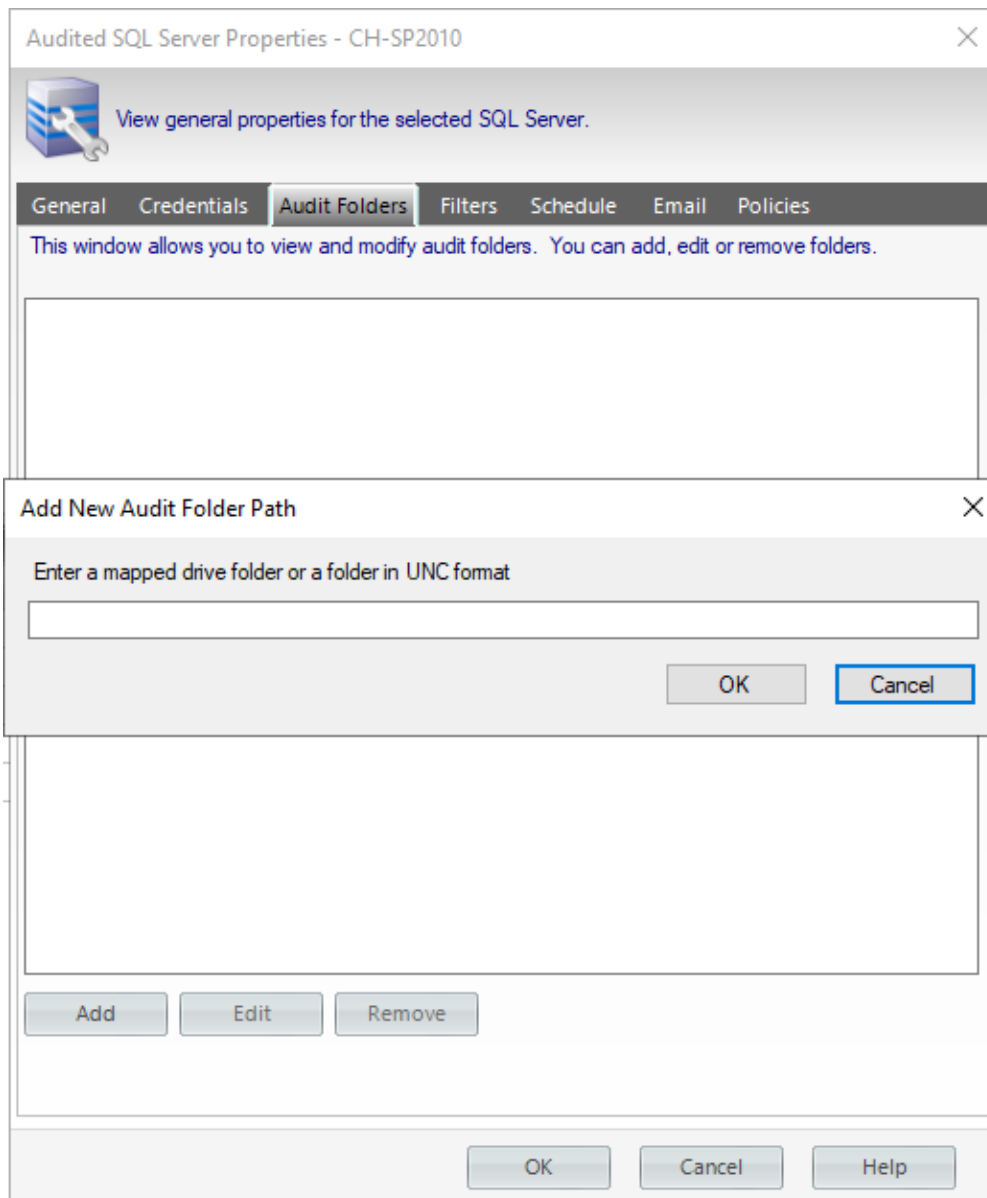 Audited SQL Server Properties - CH-SP2010
View general properties for the selected SQL Server.
General Credentials Audit Folders Filters Schedule Email Policies
This window allows you to view and modify audit folders. You can add, edit or remove folders.
Add New Audit Folder Path
Enter a mapped drive folder or a folder in UNC format
OK Cancel
Add Edit Remove
OK Cancel Help